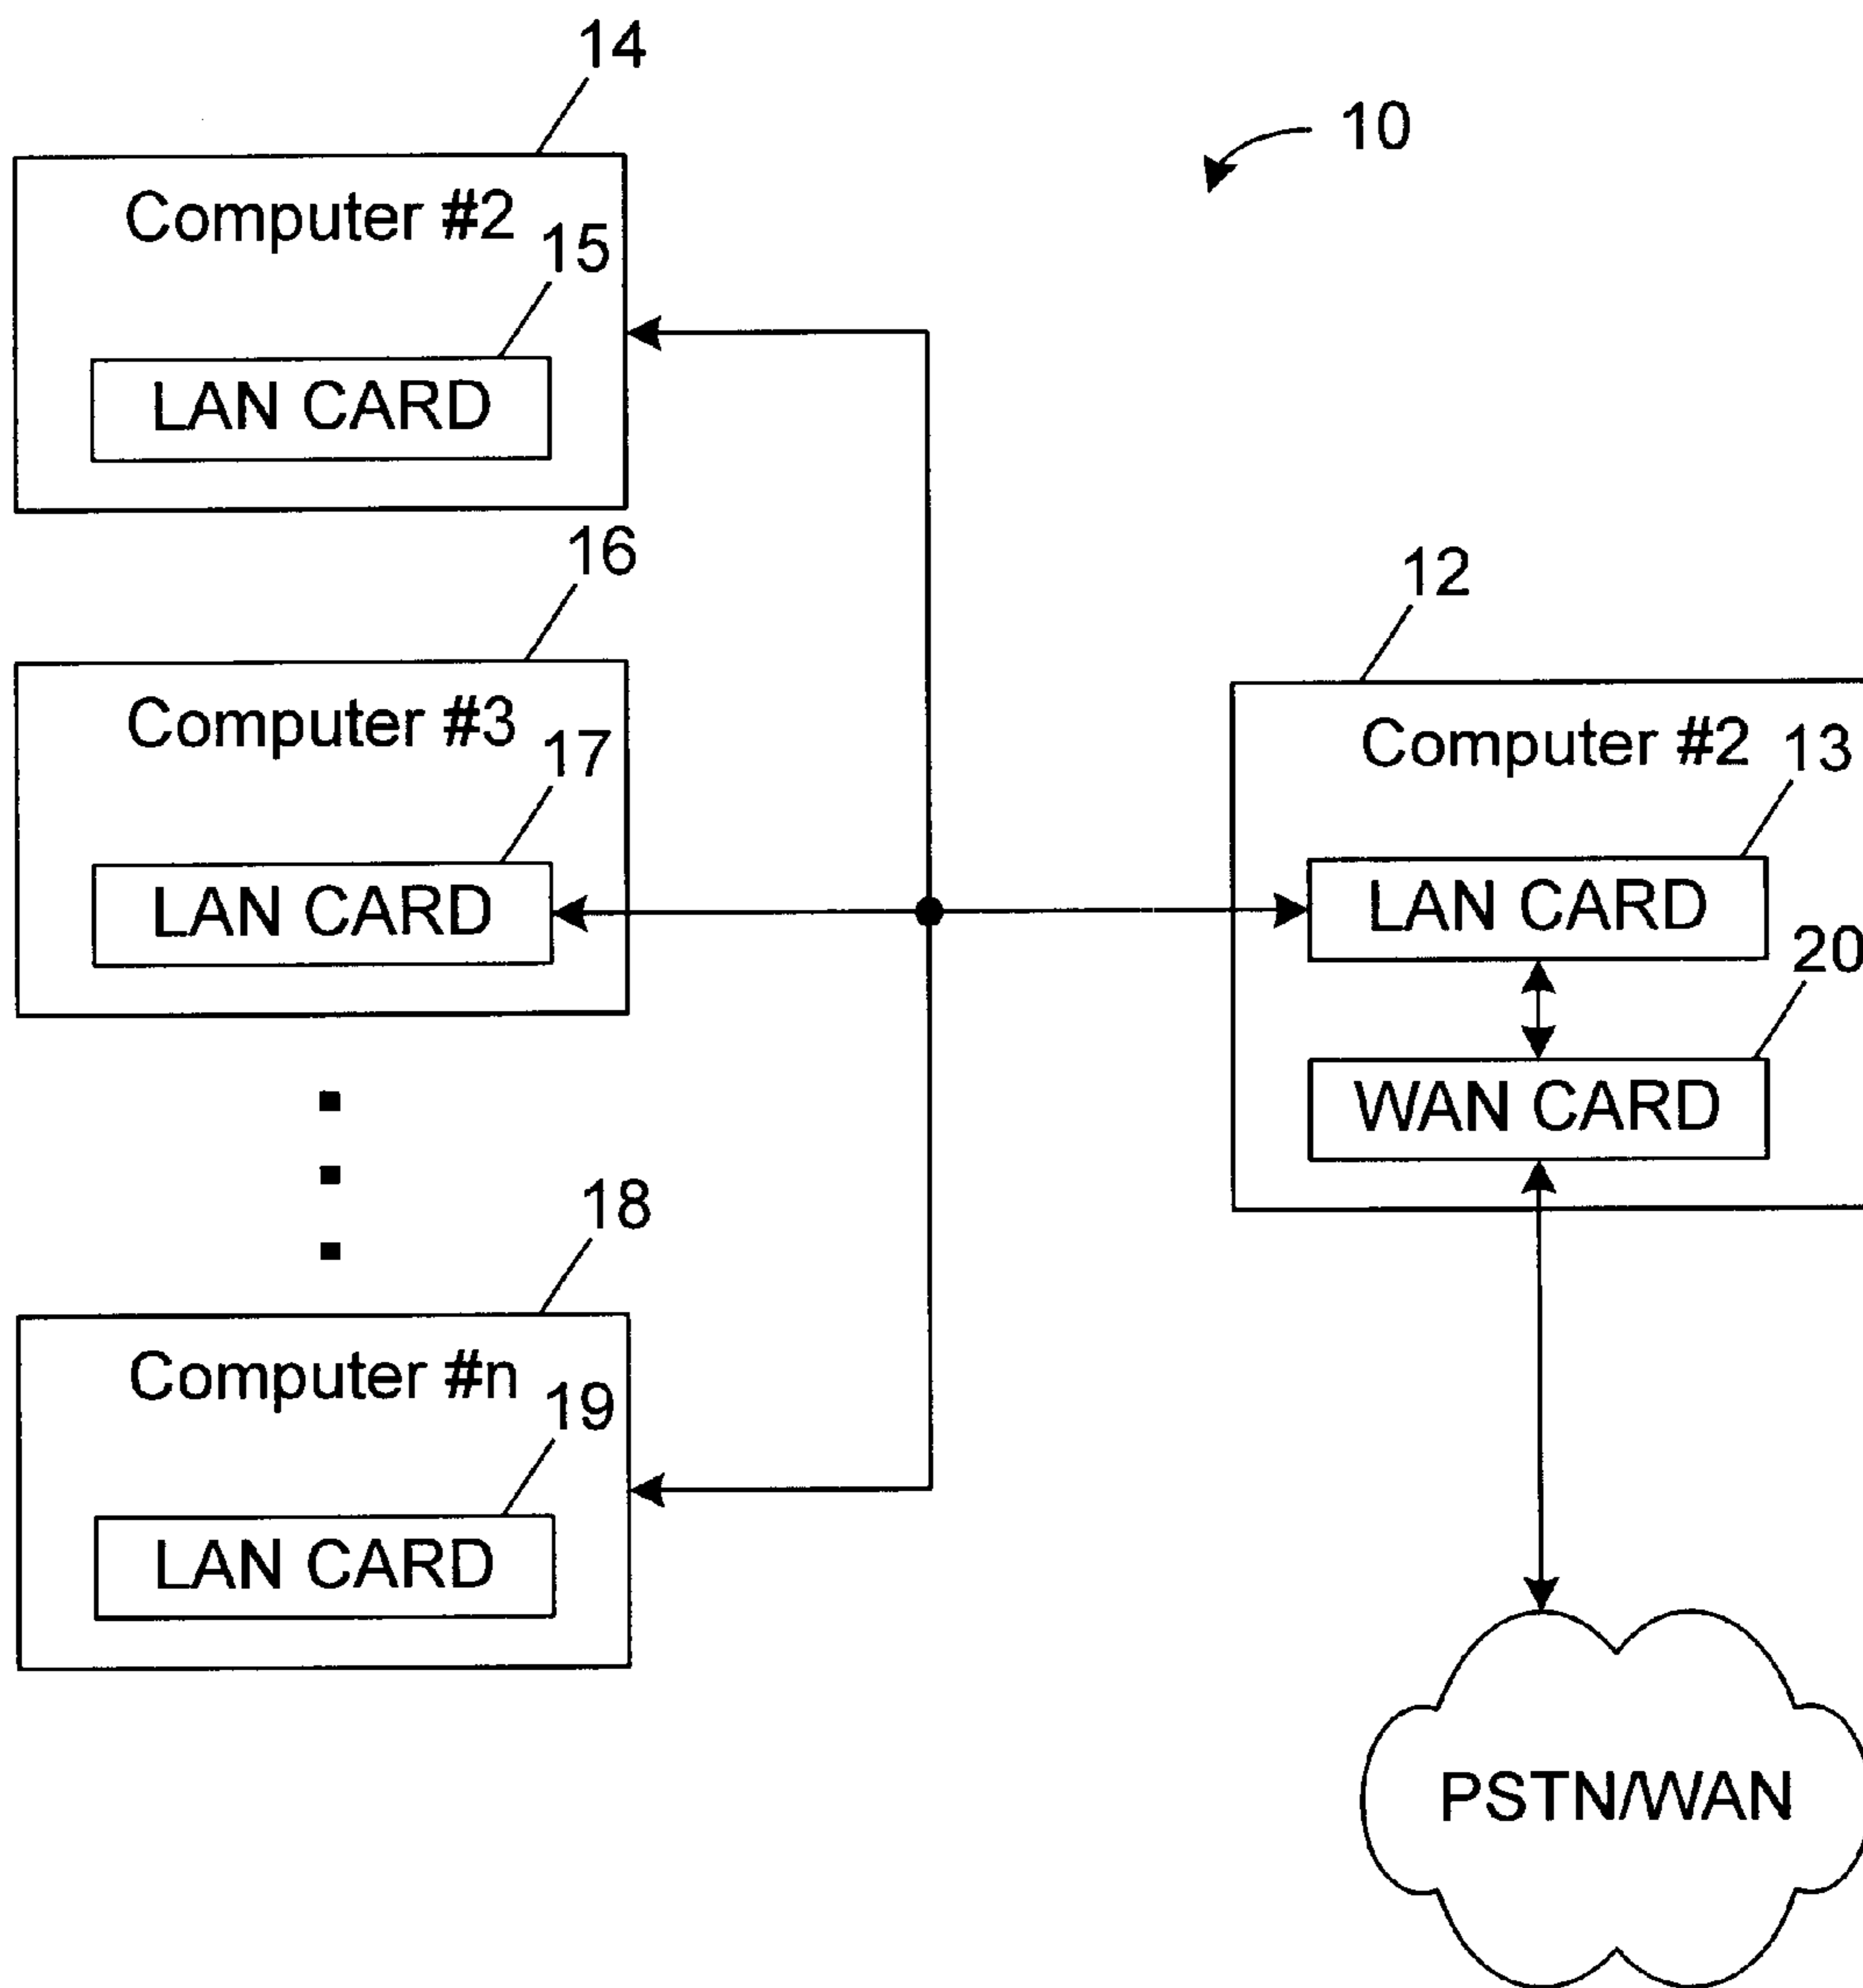 14
10
Computer #2
15
LAN CARD
16
12
Computer #3
17
LAN CARD
Computer #2
13
LAN CARD
20
WAN CARD
18
Computer #n
19
LAN CARD
PSTN/WAN